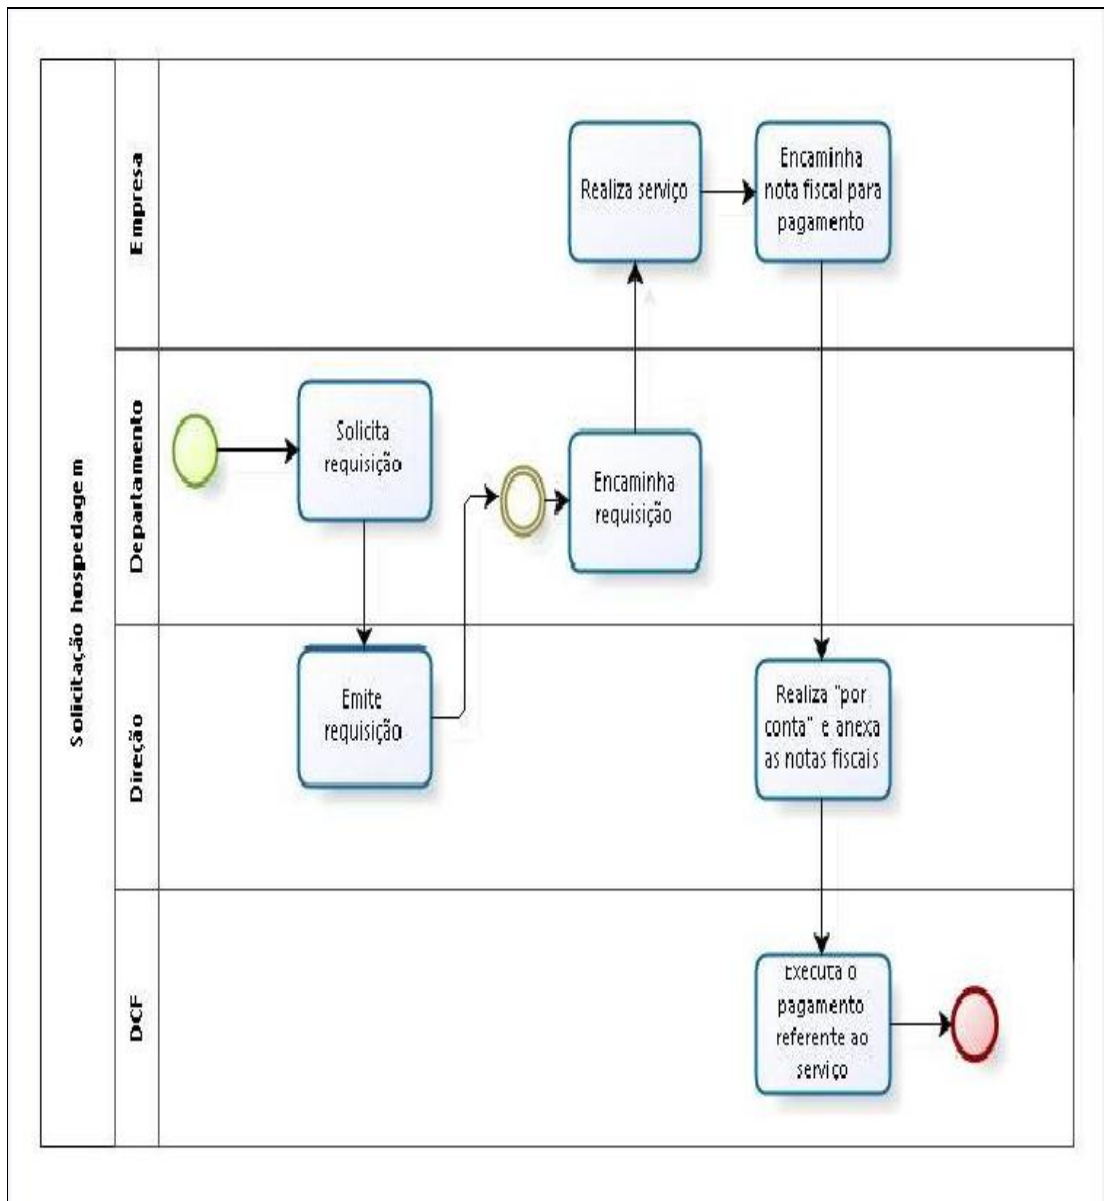 Solicitação hospedagem
Empresa
Realiza serviço
Encaminha
nota fiscal para
pagamento
Departamento
Solicita
requisição
Encaminha
requisição
Direção
Emite
requisição
Realiza "por
conta" e anexa
as notas fiscais
DCF
Executa o
pagamento
referente ao
serviço